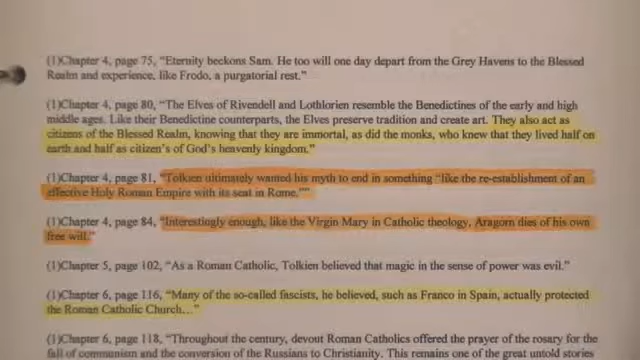 (1)Chapter 4, page 75, "Eternity beckons Sam. He too will one day depart from the Grey Havens to the Blessed
Realm and experience, like Frodo, a purgatorial rest."
(1)Chapter 4, page 80, "The Elves of Rivendell and Lothlorien resemble the Benedictines of the early and high
middle ages. Like their Benedictine counterparts, the Elves preserve tradition and create art. They also act as
citizens of the Blessed Realm, knowing that they are immortal, as did the monks, who knew that they lived half on
earth and half as citizen's of God's heavenly kingdom."
(1)Chapter 4, page 81, "Tolkien ultimately wanted his myth to end in something "like the re-establishment of an
effective Holy Roman Empire with its seat in Rome.""
(1)Chapter 4, page 84, "Interestingly enough, like the Virgin Mary in Catholic theology, Aragorn dies of his own
free will."
(1)Chapter 5, page 102, "As a Roman Catholic, Tolkien believed that magic in the sense of power was evil."
(1)Chapter 6, page 116, "Many of the so-called fascists, he believed, such as Franco in Spain, actually protected
the Roman Catholic Church…"
(1)Chapter 6, page 118, "Throughout the century, devout Roman Catholics offered the prayer of the rosary for the
fall of communism and the conversion of the Russians to Christianity. This remains one of the great untold stories